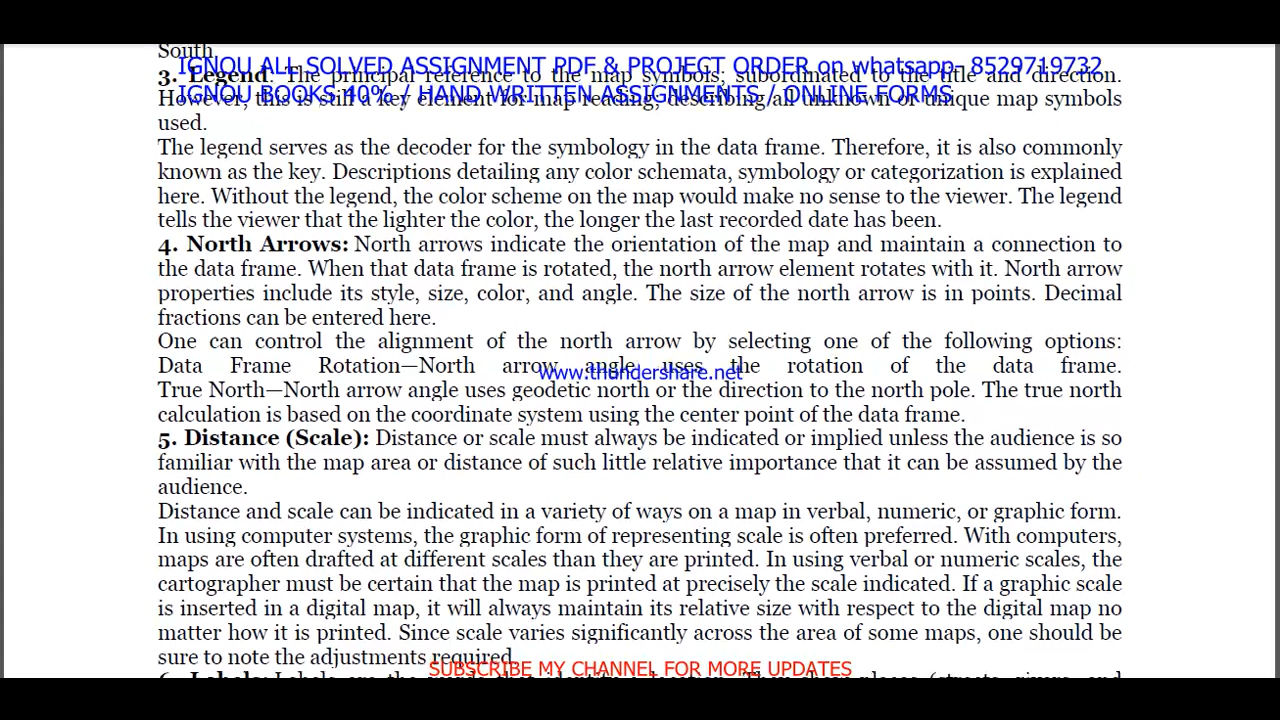 South.
IGNOU ALL SOLVED ASSIGNMENT PDF & PROJECT ORDER on whatsapp- 8529719732
3. Legend: The principal reference to the map symbols; subordinated to the title and direction.
IGNOU BOOKS 40% / HAND WRITTEN ASSIGNMENTS / ONLINE FORMS
However, this is still a key element for map reading; describing all unknown or unique map symbols
used.
The legend serves as the decoder for the symbology in the data frame. Therefore, it is also commonly
known as the key. Descriptions detailing any color schemata, symbology or categorization is explained
here. Without the legend, the color scheme on the map would make no sense to the viewer. The legend
tells the viewer that the lighter the color, the longer the last recorded date has been.
4. North Arrows: North arrows indicate the orientation of the map and maintain a connection to
the data frame. When that data frame is rotated, the north arrow element rotates with it. North arrow
properties include its style, size, color, and angle. The size of the north arrow is in points. Decimal
fractions can be entered here.
One can control the alignment of the north arrow by selecting one of the following options:
Data Frame Rotation—North arrow angle uses the rotation of the data frame.
www.thundershare.net
True North—North arrow angle uses geodetic north or the direction to the north pole. The true north
calculation is based on the coordinate system using the center point of the data frame.
5. Distance (Scale): Distance or scale must always be indicated or implied unless the audience is so
familiar with the map area or distance of such little relative importance that it can be assumed by the
audience.
Distance and scale can be indicated in a variety of ways on a map in verbal, numeric, or graphic form.
In using computer systems, the graphic form of representing scale is often preferred. With computers,
maps are often drafted at different scales than they are printed. In using verbal or numeric scales, the
cartographer must be certain that the map is printed at precisely the scale indicated. If a graphic scale
is inserted in a digital map, it will always maintain its relative size with respect to the digital map no
matter how it is printed. Since scale varies significantly across the area of some maps, one should be
sure to note the adjustments required.
SUBSCRIBE MY CHANNEL FOR MORE UPDATES
6. Labels: Labels are the words that identify a location. They show places (streets, rivers, and